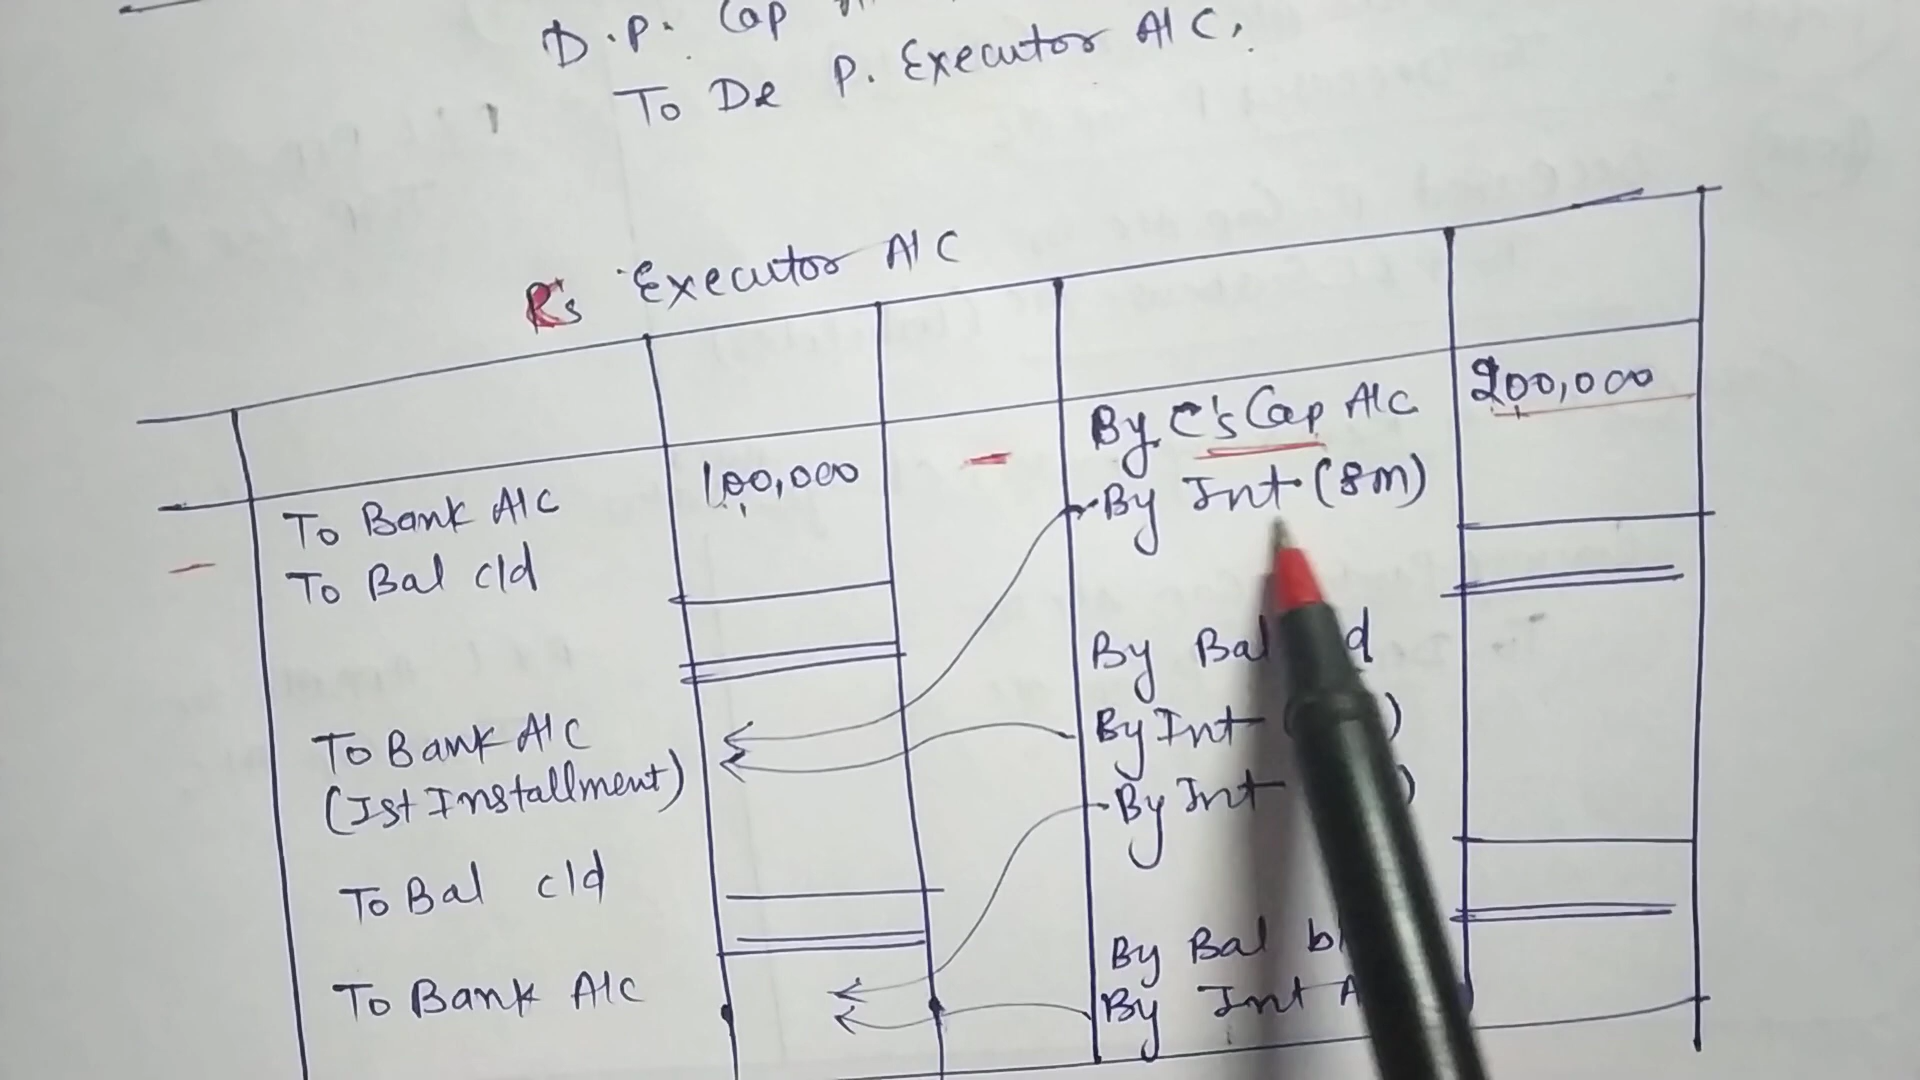 D.P. Cap
To De P. Executor A/C.
R's Executor A/C
To Bank A/C 100,000
To Bal c/d
To Bank A/C
(Ist Installment)
To Bal c/d
To Bank A/C
By C's Cap A/c 200,000
By Int (8m)
By Bal d
By Int ( )
By Int )
By Bal b/
By Int A